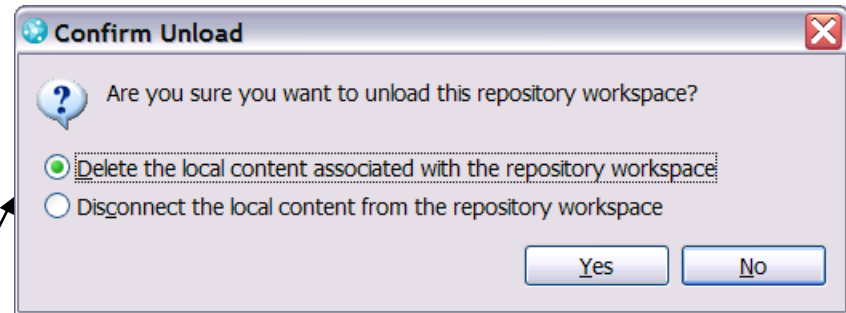 Confirm Unload
Are you sure you want to unload this repository workspace?
Delete the local content associated with the repository workspace
Disconnect the local content from the repository workspace
Yes No